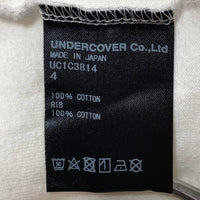 UNDERCOVER Co.,Ltd
MADE IN JAPAN
UC1C3814
4
100% COTTON
RIB
100% COTTON